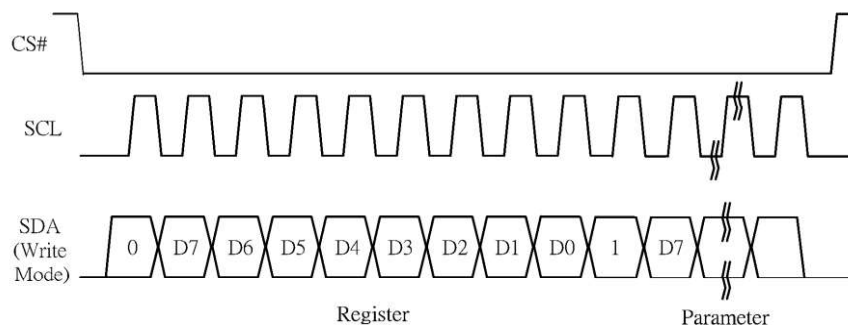 CS#
SCL
SDA
(Write
Mode)
0 D7 D6 D5 D4 D3 D2 D1 D0 1 D7
Register Parameter